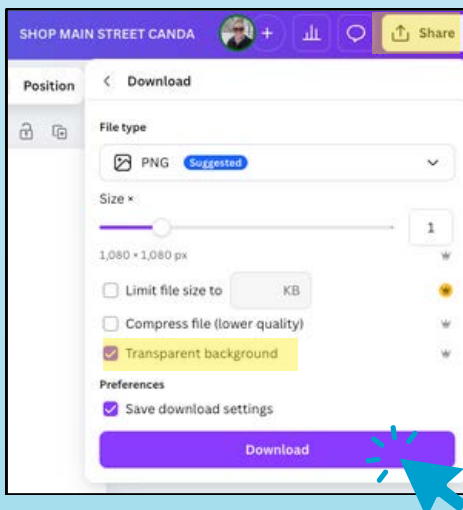 SHOP MAIN STREET CANDA
+
Share
Position
Download
File type
PNG Suggested
Size ×
1
1,080 × 1,080 px
Limit file size to KB
Compress file (lower quality)
Transparent background
Preferences
Save download settings
Download